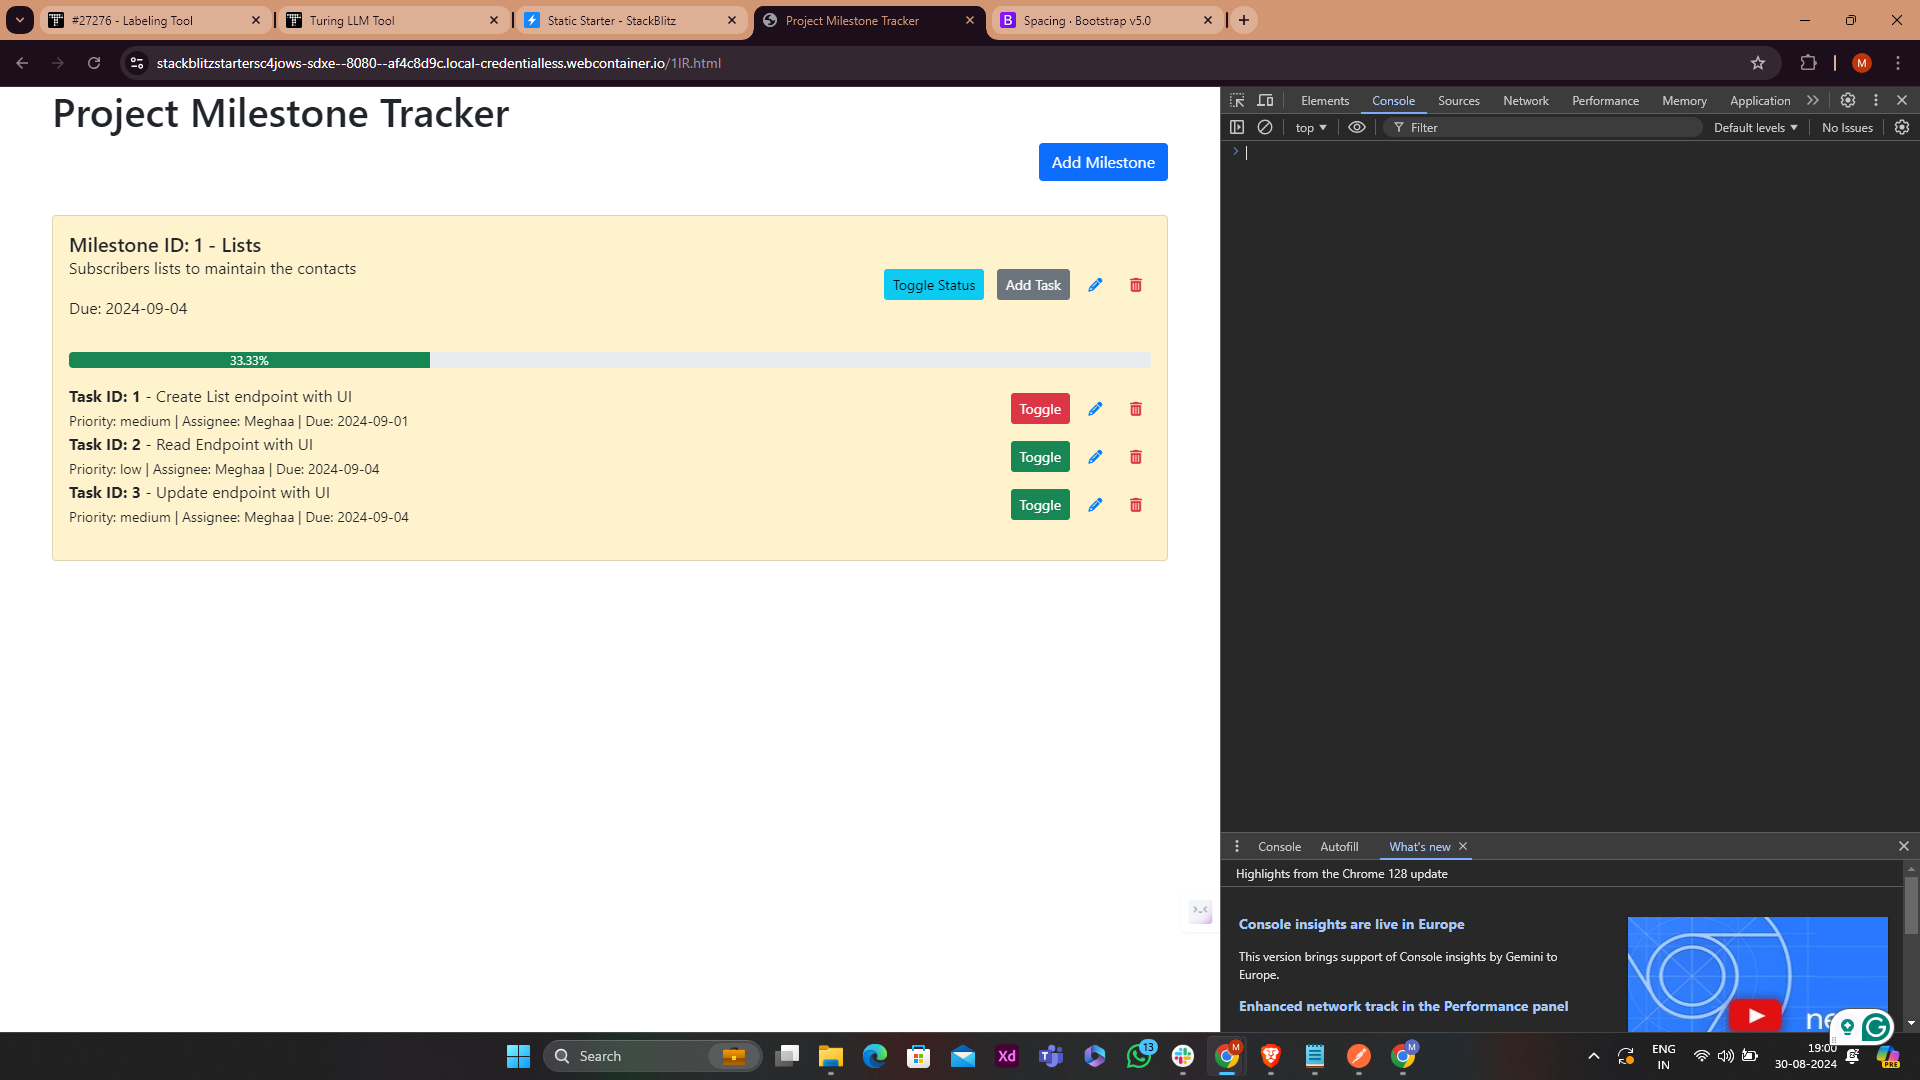 #27276 - Labeling Tool
Turing LLM Tool
Static Starter - StackBlitz
Project Milestone Tracker
B Spacing · Bootstrap v5.0
stackblitzstartersc4jows-sdxe--8080--af4c8d9c.local-credentialless.webcontainer.io/1IR.html
M
Project Milestone Tracker
Add Milestone
Milestone ID: 1 - Lists
Subscribers lists to maintain the contacts
Due: 2024-09-04
Toggle Status
Add Task
33.33%
Task ID: 1 - Create List endpoint with UI
Priority: medium | Assignee: Meghaa | Due: 2024-09-01
Toggle
Task ID: 2 - Read Endpoint with UI
Priority: low | Assignee: Meghaa | Due: 2024-09-04
Toggle
Task ID: 3 - Update endpoint with UI
Priority: medium | Assignee: Meghaa | Due: 2024-09-04
Toggle
Elements Console Sources Network Performance Memory Application
top Filter Default levels No Issues
Console Autofill What's new
Highlights from the Chrome 128 update
Console insights are live in Europe
This version brings support of Console insights by Gemini to
Europe.
Enhanced network track in the Performance panel
ne
Search
Xd
13
M
M
ENG
IN
19:00
30-08-2024
PRE